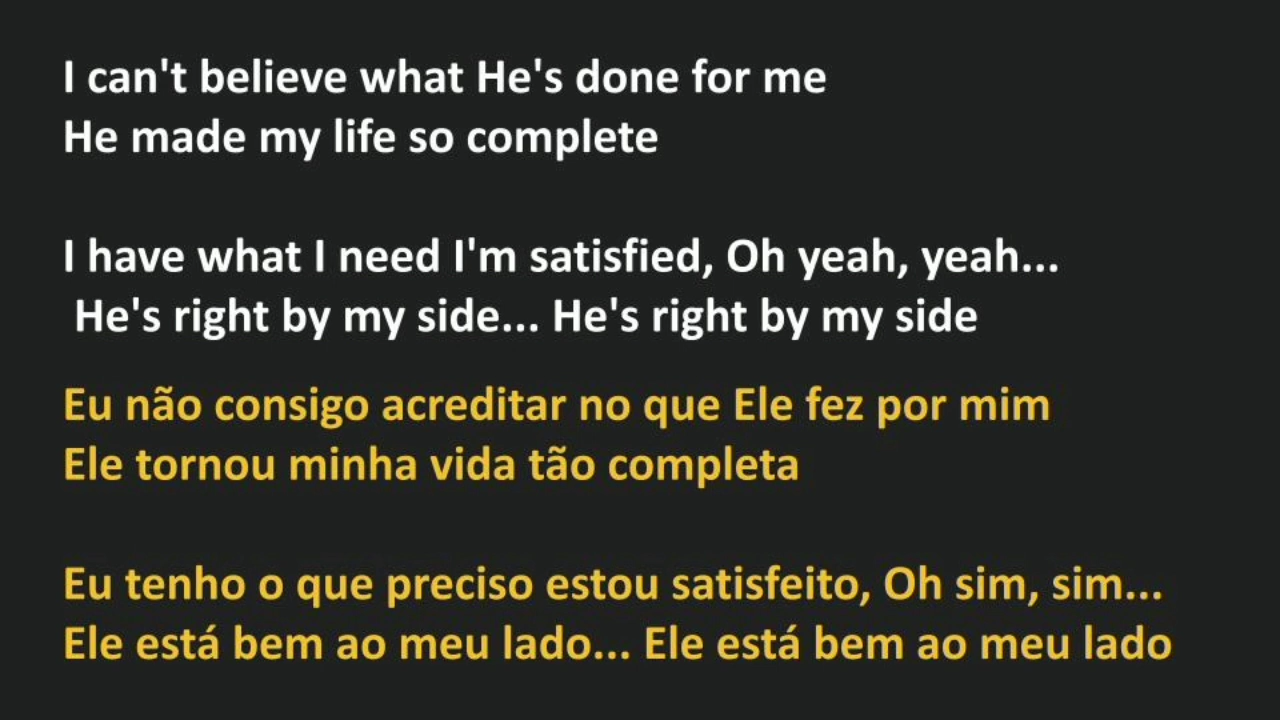 I can't believe what He's done for me
He made my life so complete
I have what I need I'm satisfied, Oh yeah, yeah...
He's right by my side... He's right by my side
Eu não consigo acreditar no que Ele fez por mim
Ele tornou minha vida tão completa
Eu tenho o que preciso estou satisfeito, Oh sim, sim...
Ele está bem ao meu lado... Ele está bem ao meu lado